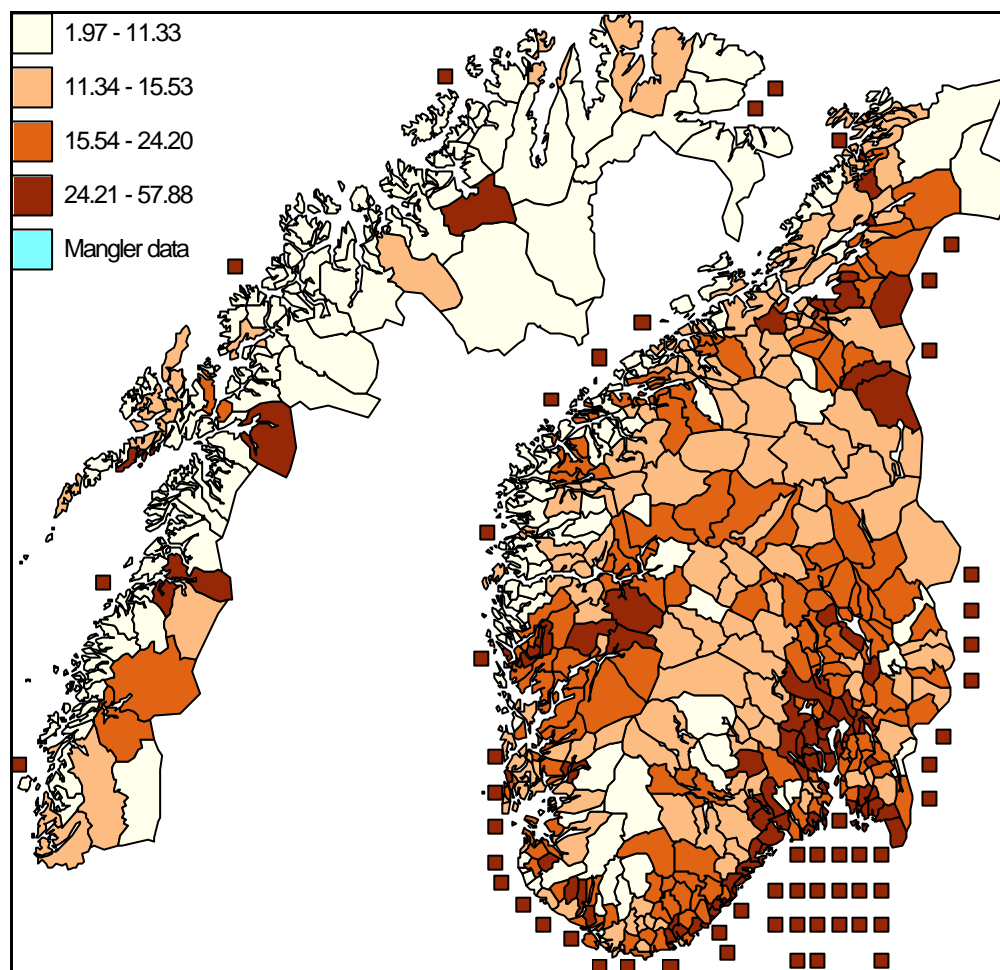 1.97 - 11.33
11.34 - 15.53
15.54 - 24.20
24.21 - 57.88
Mangler data